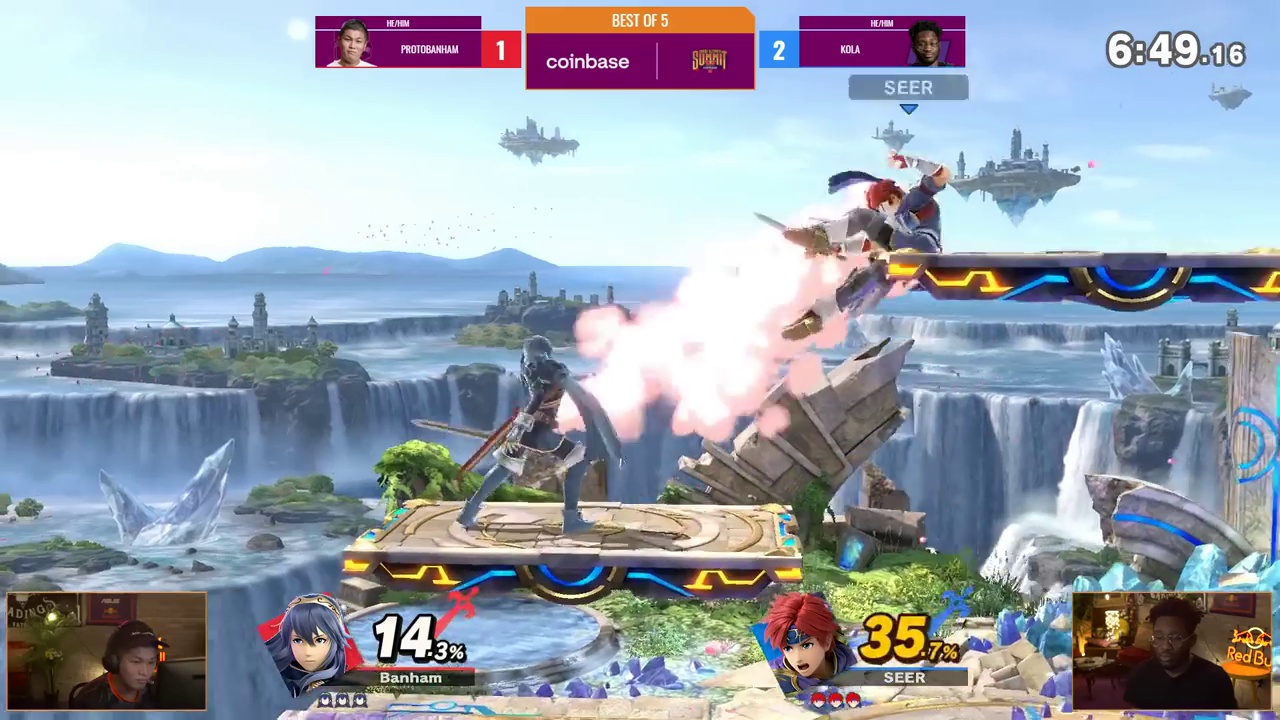 HE/HIM
PROTOBANHAM
1
BEST OF 5
coinbase
SUMMIT
2
HE/HIM
KOLA
6:49.16
SEER
14.3%
Banham
35.7%
SEER
Red Bu